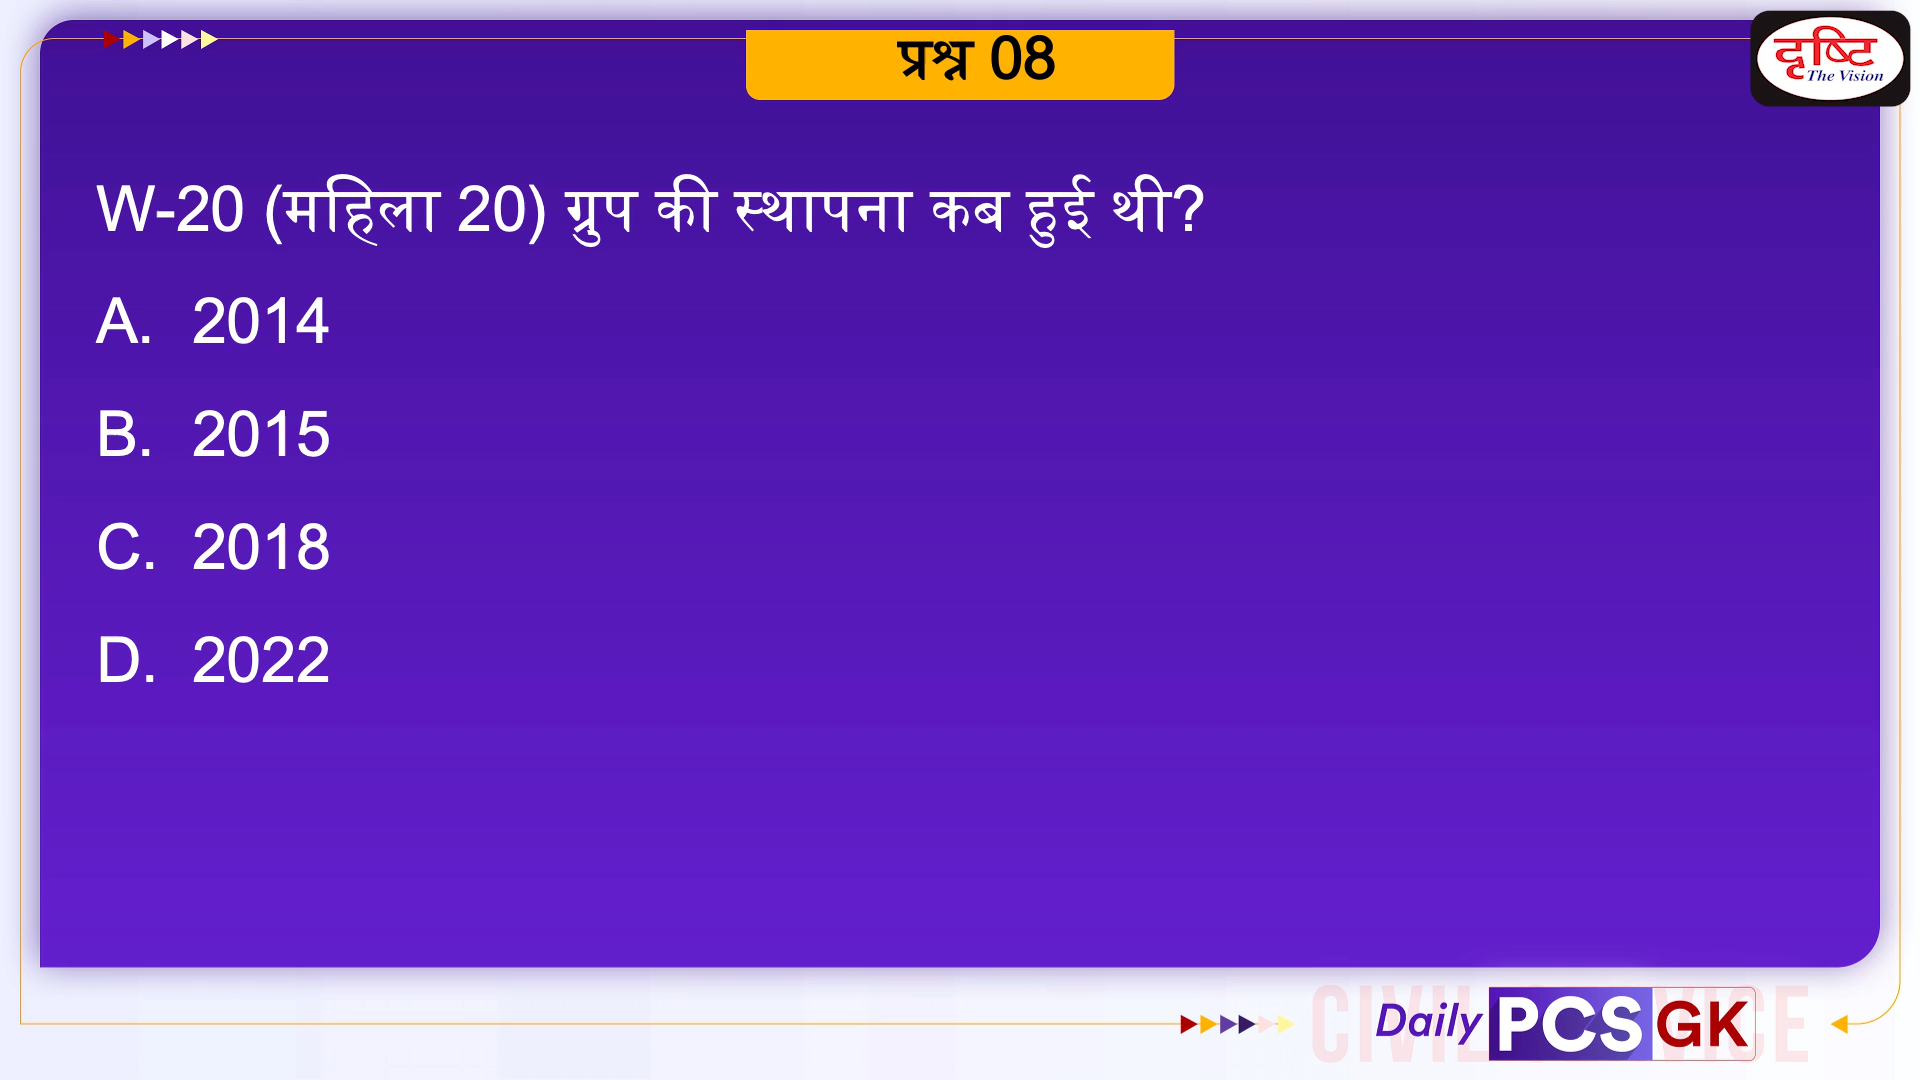 प्रश्न 08
दृष्टि
The Vision
W-20 (महिला 20) ग्रुप की स्थापना कब हुई थी?
A. 2014
B. 2015
C. 2018
D. 2022
Daily PCS GK